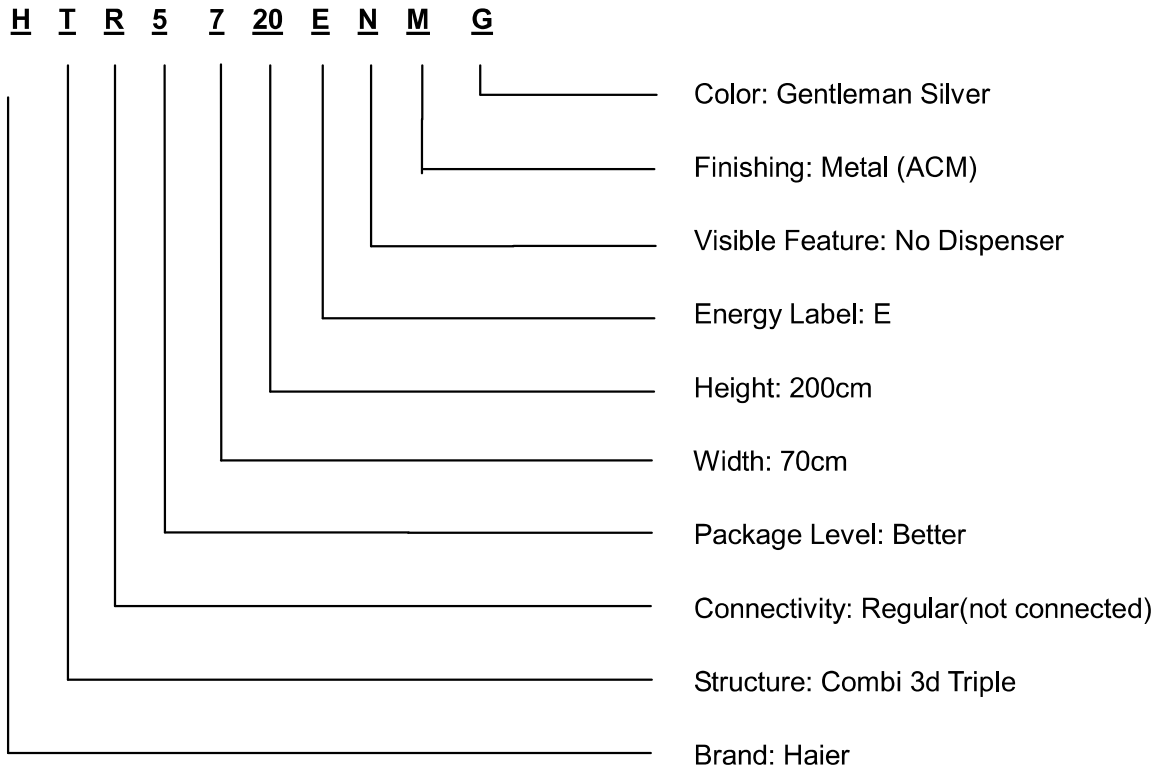 H T R 5 7 20 E N M G
Color: Gentleman Silver
Finishing: Metal (ACM)
Visible Feature: No Dispenser
Energy Label: E
Height: 200cm
Width: 70cm
Package Level: Better
Connectivity: Regular(not connected)
Structure: Combi 3d Triple
Brand: Haier